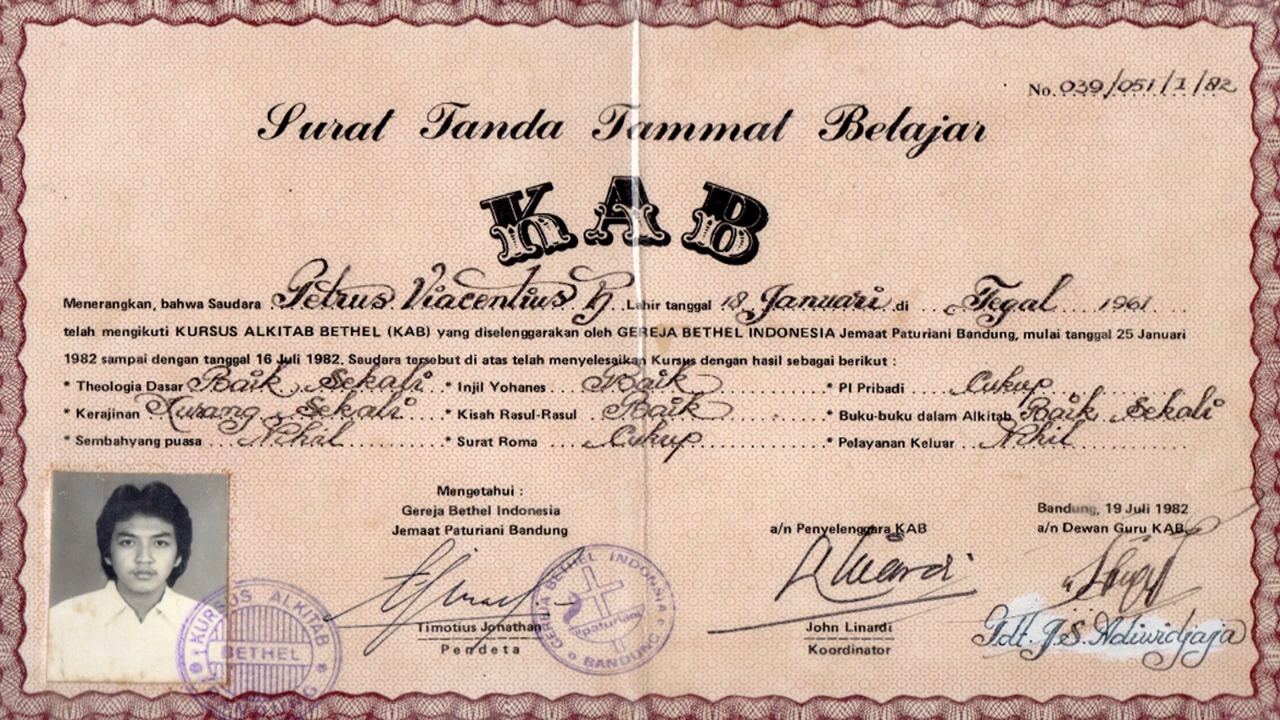 No. 039/051/1/82
Surat Tanda Tammat Belajar
KAB
Menerangkan, bahwa Saudara Petrus Viacentius H. Lahir tanggal 18 Januari di Tegal 1961
telah mengikuti KURSUS ALKITAB BETHEL (KAB) yang diselenggarakan oleh GEREJA BETHEL INDONESIA Jemaat Paturiani Bandung, mulai tanggal 25 Januari
1982 sampai dengan tanggal 16 Juli 1982. Saudara tersebut di atas telah menyelesaikan Kursus dengan hasil sebagai berikut :
* Theologia Dasar Baik Sekali * Injil Yohanes Baik * PI Pribadi Cukup
* Kerajinan Kurang Sekali * Kisah Rasul-Rasul Baik * Buku-buku dalam Alkitab Baik Sekali
* Sembahyang puasa Nihil * Surat Roma Cukup * Pelayanan Keluar Nihil
Mengetahui :
Gereja Bethel Indonesia
Jemaat Paturiani Bandung
Timotius Jonathan
Pendeta
a/n Penyelenggara KAB
John Linardi
Koordinator
Bandung, 19 Juli 1982
a/n Dewan Guru KAB
Pdt. J.S. Adiwidjaja
KURSUS ALKITAB
BETHEL
GEREJA BETHEL INDONESIA
Paturiani
BANDUNG